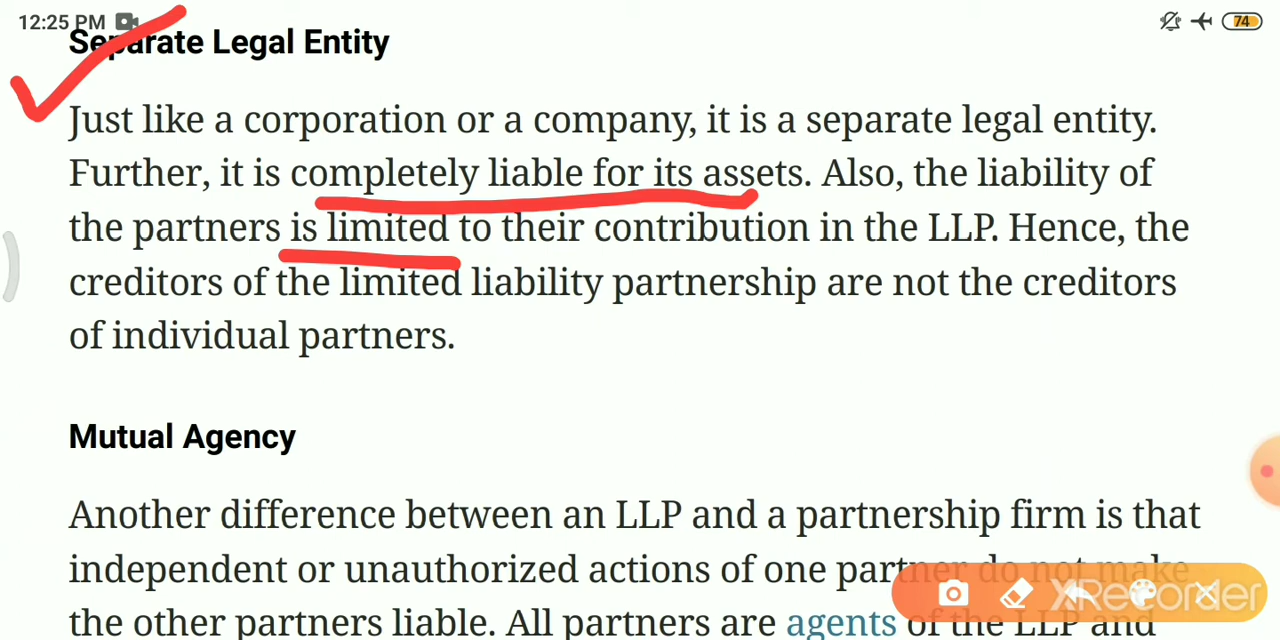 12:25 PM
74
Separate Legal Entity
Just like a corporation or a company, it is a separate legal entity.
Further, it is completely liable for its assets. Also, the liability of
the partners is limited to their contribution in the LLP. Hence, the
creditors of the limited liability partnership are not the creditors
of individual partners.
Mutual Agency
Another difference between an LLP and a partnership firm is that
independent or unauthorized actions of one partner do not make
the other partners liable. All partners are agents of the LLP and
XRecorder